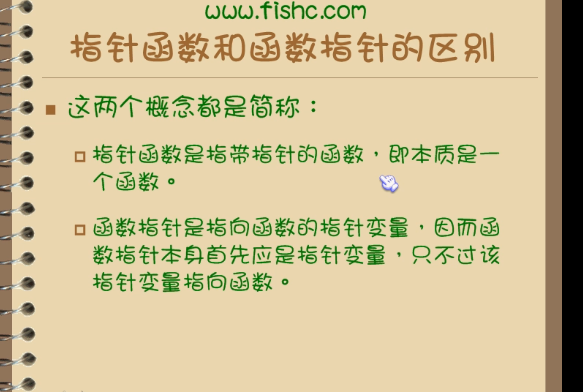 www.fishc.com
指针函数和函数指针的区别
这两个概念都是简称：
指针函数是指带指针的函数，即本质是一
个函数。
函数指针是指向函数的指针变量，因而函
数指针本身首先应是指针变量，只不过该
指针变量指向函数。